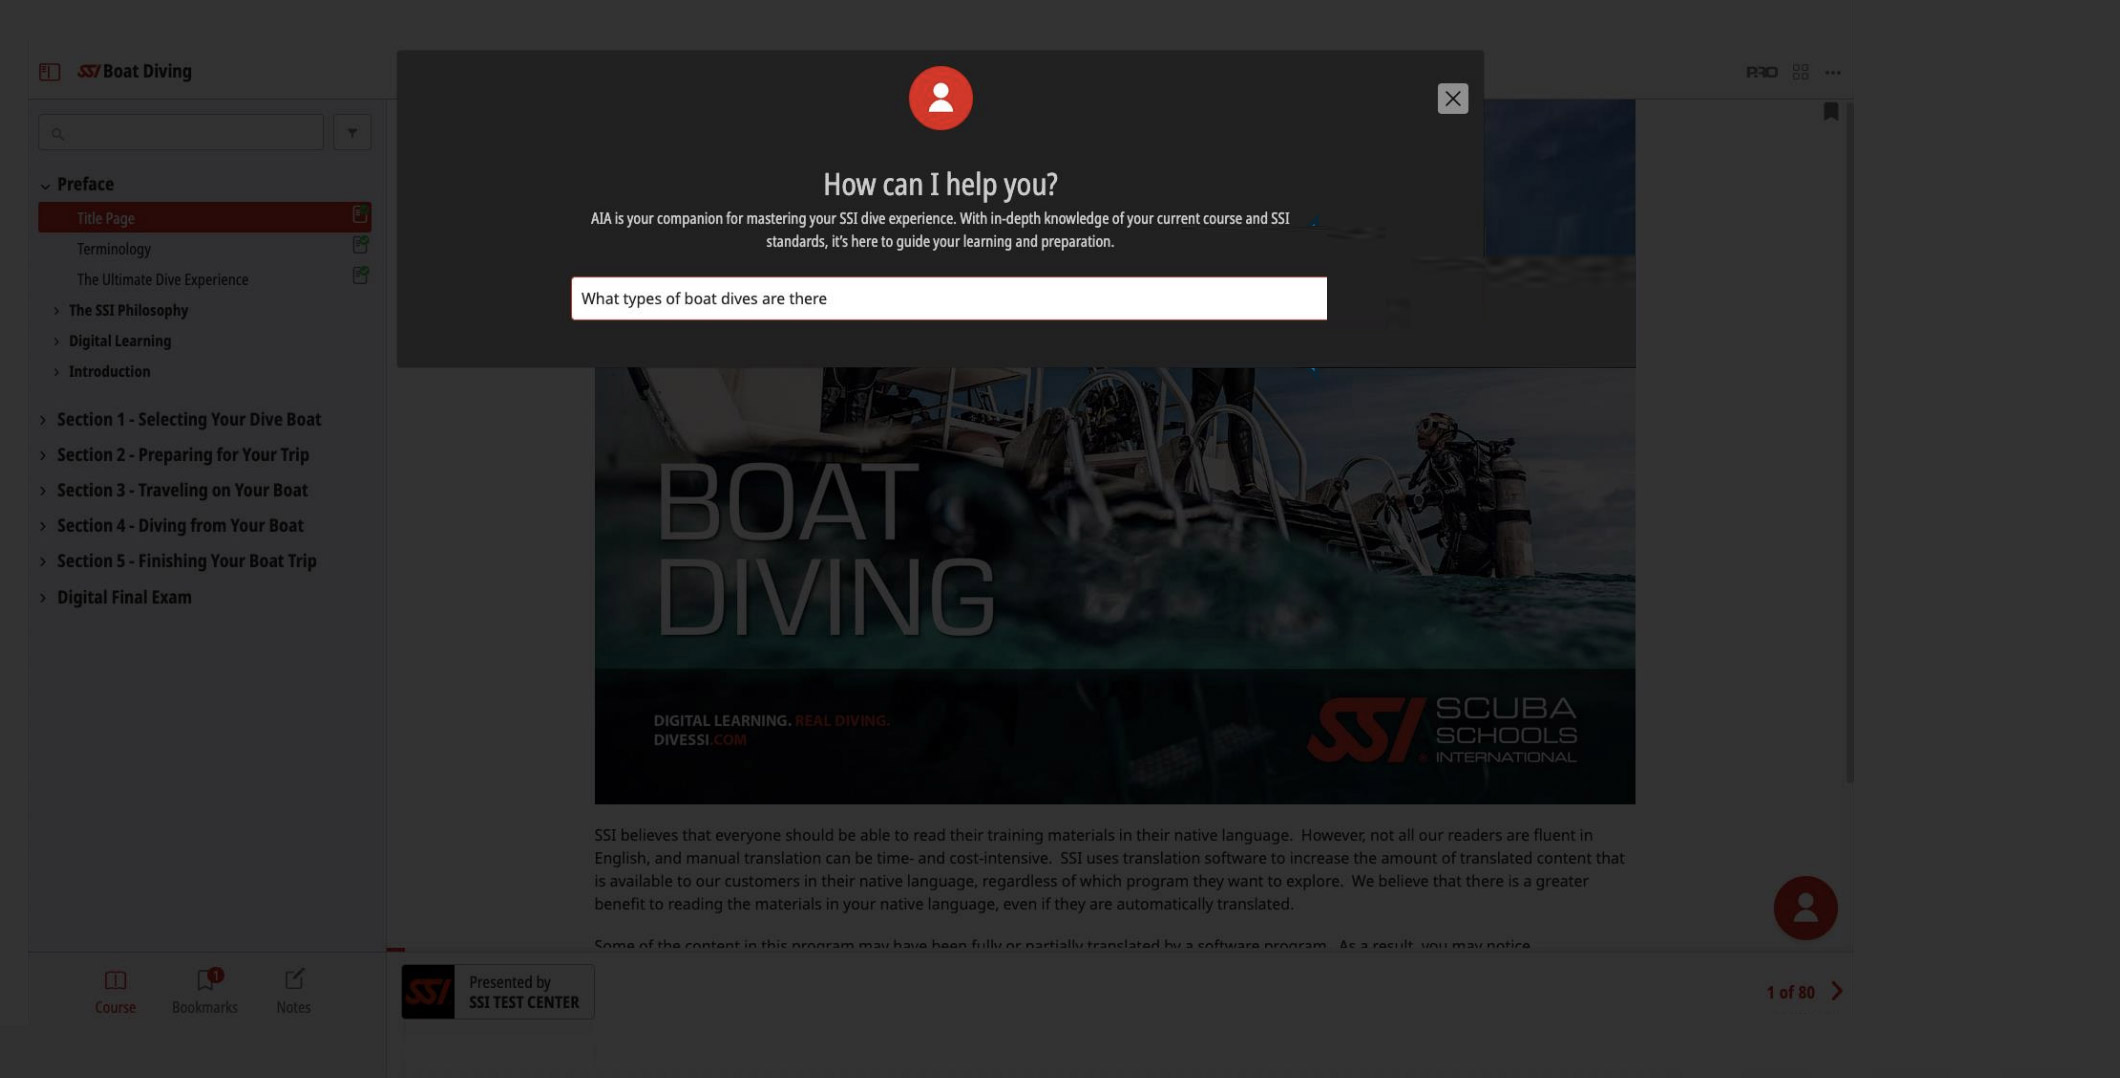 SSI Boat Diving
PRO
Preface
Title Page
Terminology
The Ultimate Dive Experience
The SSI Philosophy
Digital Learning
Introduction
Section 1 - Selecting Your Dive Boat
Section 2 - Preparing for Your Trip
Section 3 - Traveling on Your Boat
Section 4 - Diving from Your Boat
Section 5 - Finishing Your Boat Trip
Digital Final Exam
How can I help you?
AIA is your companion for mastering your SSI dive experience. With in-depth knowledge of your current course and SSI
standards, it's here to guide your learning and preparation.
What types of boat dives are there
BOAT
DIVING
DIGITAL LEARNING. REAL DIVING.
DIVESSI.COM
SSI SCUBA
SCHOOLS
INTERNATIONAL
SSI believes that everyone should be able to read their training materials in their native language. However, not all our readers are fluent in
English, and manual translation can be time- and cost-intensive. SSI uses translation software to increase the amount of translated content that
is available to our customers in their native language, regardless of which program they want to explore. We believe that there is a greater
benefit to reading the materials in your native language, even if they are automatically translated.
Some of the content in this program may have been fully or partially translated by a software program. As a result, you may notice
1
Course
Bookmarks
Notes
SSI
Presented by
SSI TEST CENTER
1 of 80